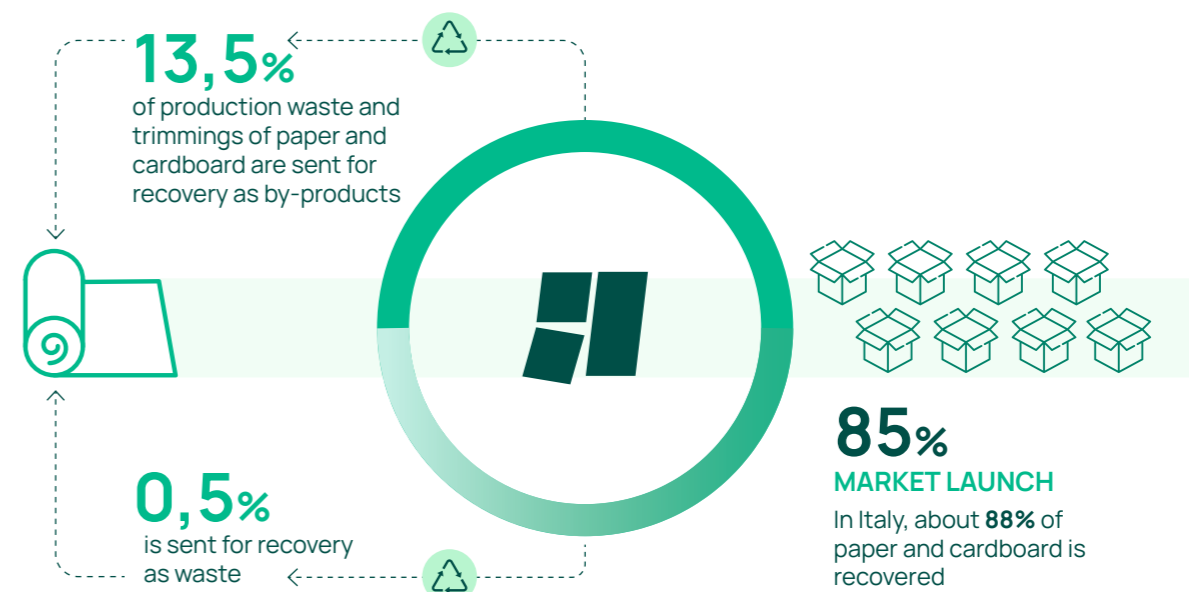 13,5%
of production waste and
trimmings of paper and
cardboard are sent for
recovery as by-products
0,5%
is sent for recovery
as waste
85%
MARKET LAUNCH
In Italy, about 88% of
paper and cardboard is
recovered